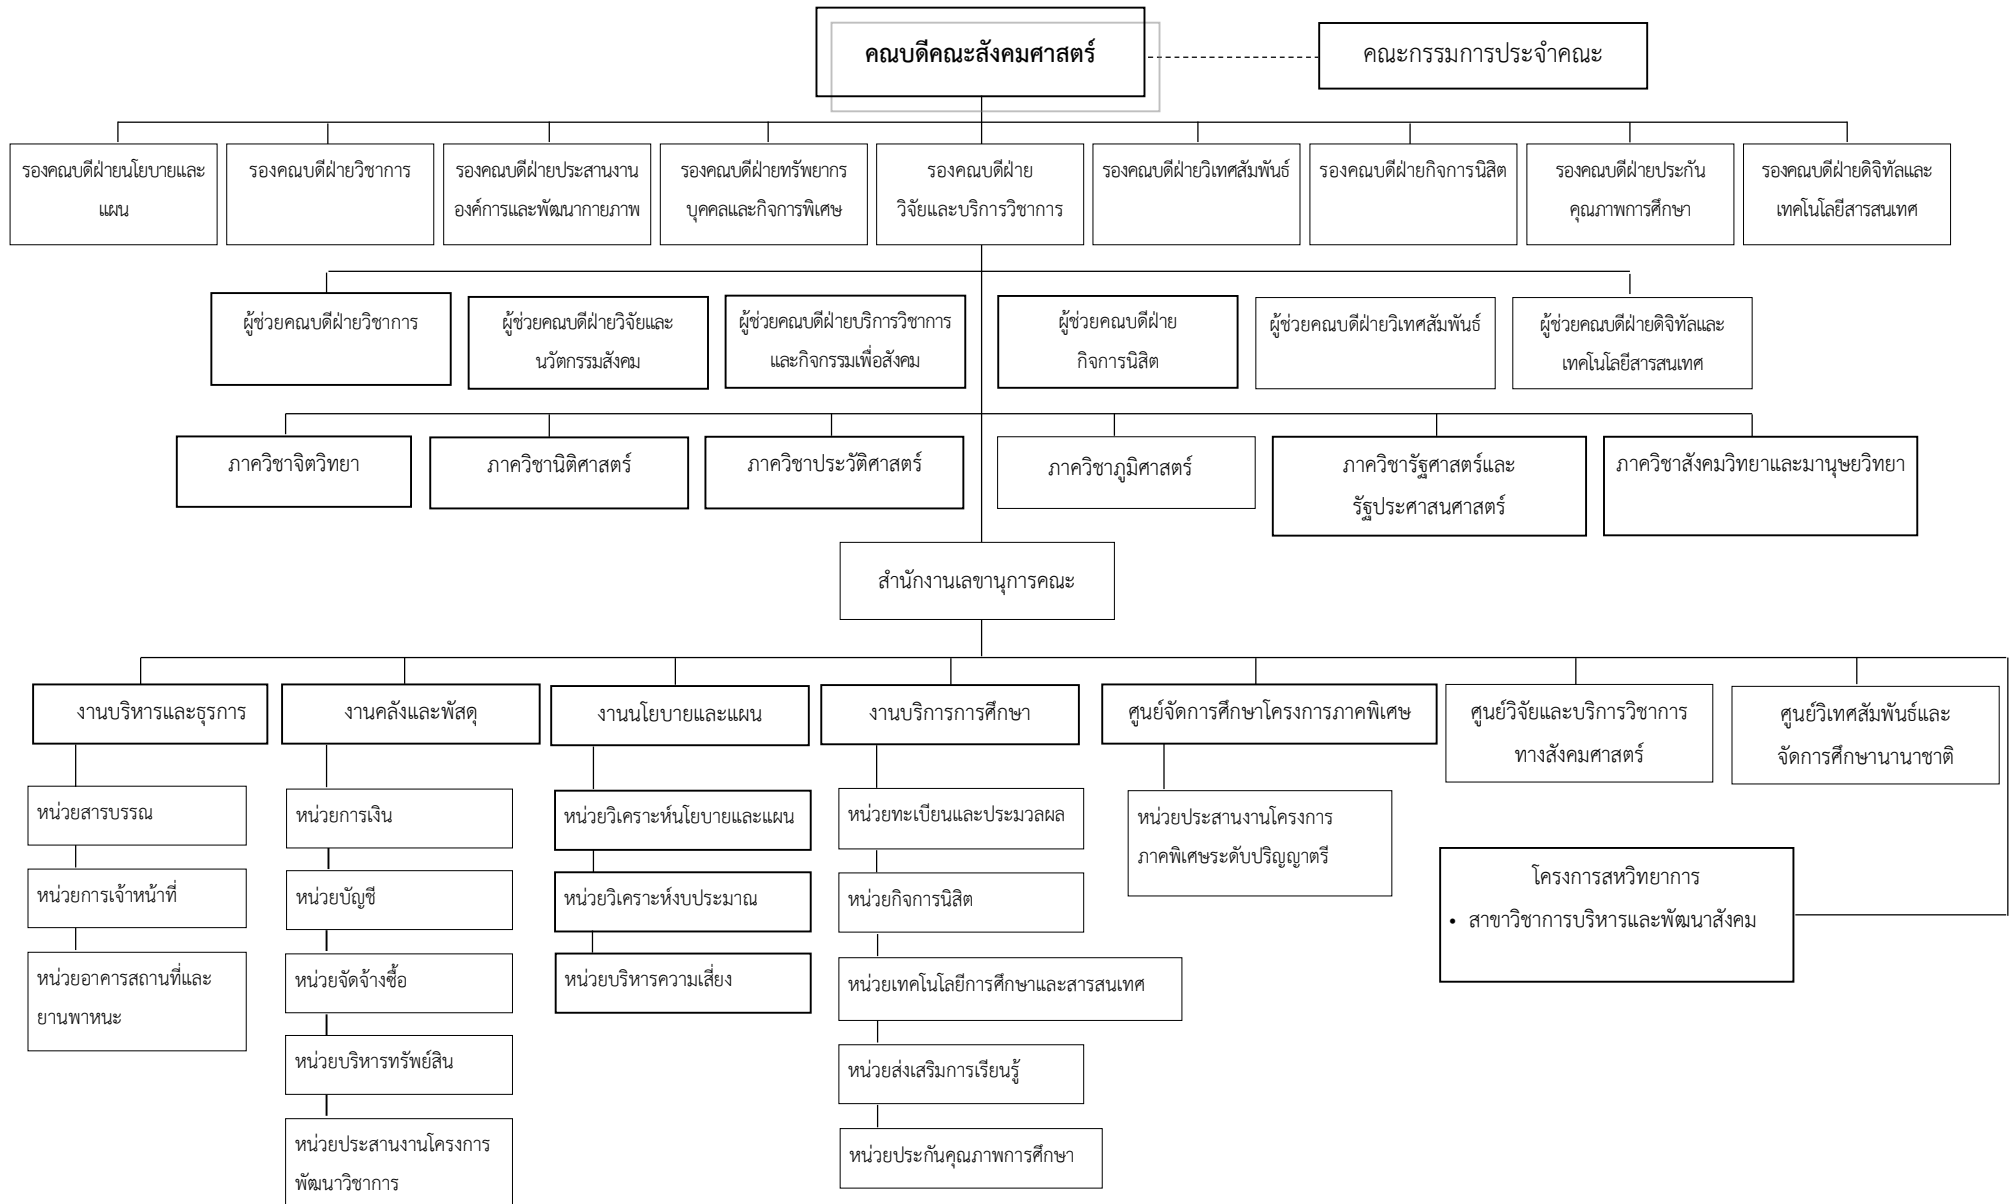 คณบดีคณะสังคมศาสตร์
คณะกรรมการประจำคณะ
รองคณบดีฝ่ายนโยบายและ
แผน
รองคณบดีฝ่ายวิชาการ
รองคณบดีฝ่ายประสานงาน
องค์การและพัฒนากายภาพ
รองคณบดีฝ่ายทรัพยากร
บุคคลและกิจการพิเศษ
รองคณบดีฝ่าย
วิจัยและบริการวิชาการ
รองคณบดีฝ่ายวิเทศสัมพันธ์
รองคณบดีฝ่ายกิจการนิสิต
รองคณบดีฝ่ายประกัน
คุณภาพการศึกษา
รองคณบดีฝ่ายดิจิทัลและ
เทคโนโลยีสารสนเทศ
ผู้ช่วยคณบดีฝ่ายวิชาการ
ผู้ช่วยคณบดีฝ่ายวิจัยและ
นวัตกรรมสังคม
ผู้ช่วยคณบดีฝ่ายบริการวิชาการ
และกิจกรรมเพื่อสังคม
ผู้ช่วยคณบดีฝ่าย
กิจการนิสิต
ผู้ช่วยคณบดีฝ่ายวิเทศสัมพันธ์
ผู้ช่วยคณบดีฝ่ายดิจิทัลและ
เทคโนโลยีสารสนเทศ
ภาควิชาจิตวิทยา
ภาควิชานิติศาสตร์
ภาควิชาประวัติศาสตร์
ภาควิชาภูมิศาสตร์
ภาควิชารัฐศาสตร์และ
รัฐประศาสนศาสตร์
ภาควิชาสังคมวิทยาและมานุษยวิทยา
สำนักงานเลขานุการคณะ
งานบริหารและธุรการ
งานคลังและพัสดุ
งานนโยบายและแผน
งานบริการการศึกษา
ศูนย์จัดการศึกษาโครงการภาคพิเศษ
ศูนย์วิจัยและบริการวิชาการ
ทางสังคมศาสตร์
ศูนย์วิเทศสัมพันธ์และ
จัดการศึกษานานาชาติ
หน่วยสารบรรณ
หน่วยการเจ้าหน้าที่
หน่วยอาคารสถานที่และ
ยานพาหนะ
หน่วยการเงิน
หน่วยบัญชี
หน่วยจัดจ้างซื้อ
หน่วยบริหารทรัพย์สิน
หน่วยประสานงานโครงการ
พัฒนาวิชาการ
หน่วยวิเคราะห์นโยบายและแผน
หน่วยวิเคราะห์งบประมาณ
หน่วยบริหารความเสี่ยง
หน่วยทะเบียนและประมวลผล
หน่วยกิจการนิสิต
หน่วยเทคโนโลยีการศึกษาและสารสนเทศ
หน่วยส่งเสริมการเรียนรู้
หน่วยประกันคุณภาพการศึกษา
หน่วยประสานงานโครงการ
ภาคพิเศษระดับปริญญาตรี
โครงการสหวิทยาการ
• สาขาวิชาการบริหารและพัฒนาสังคม